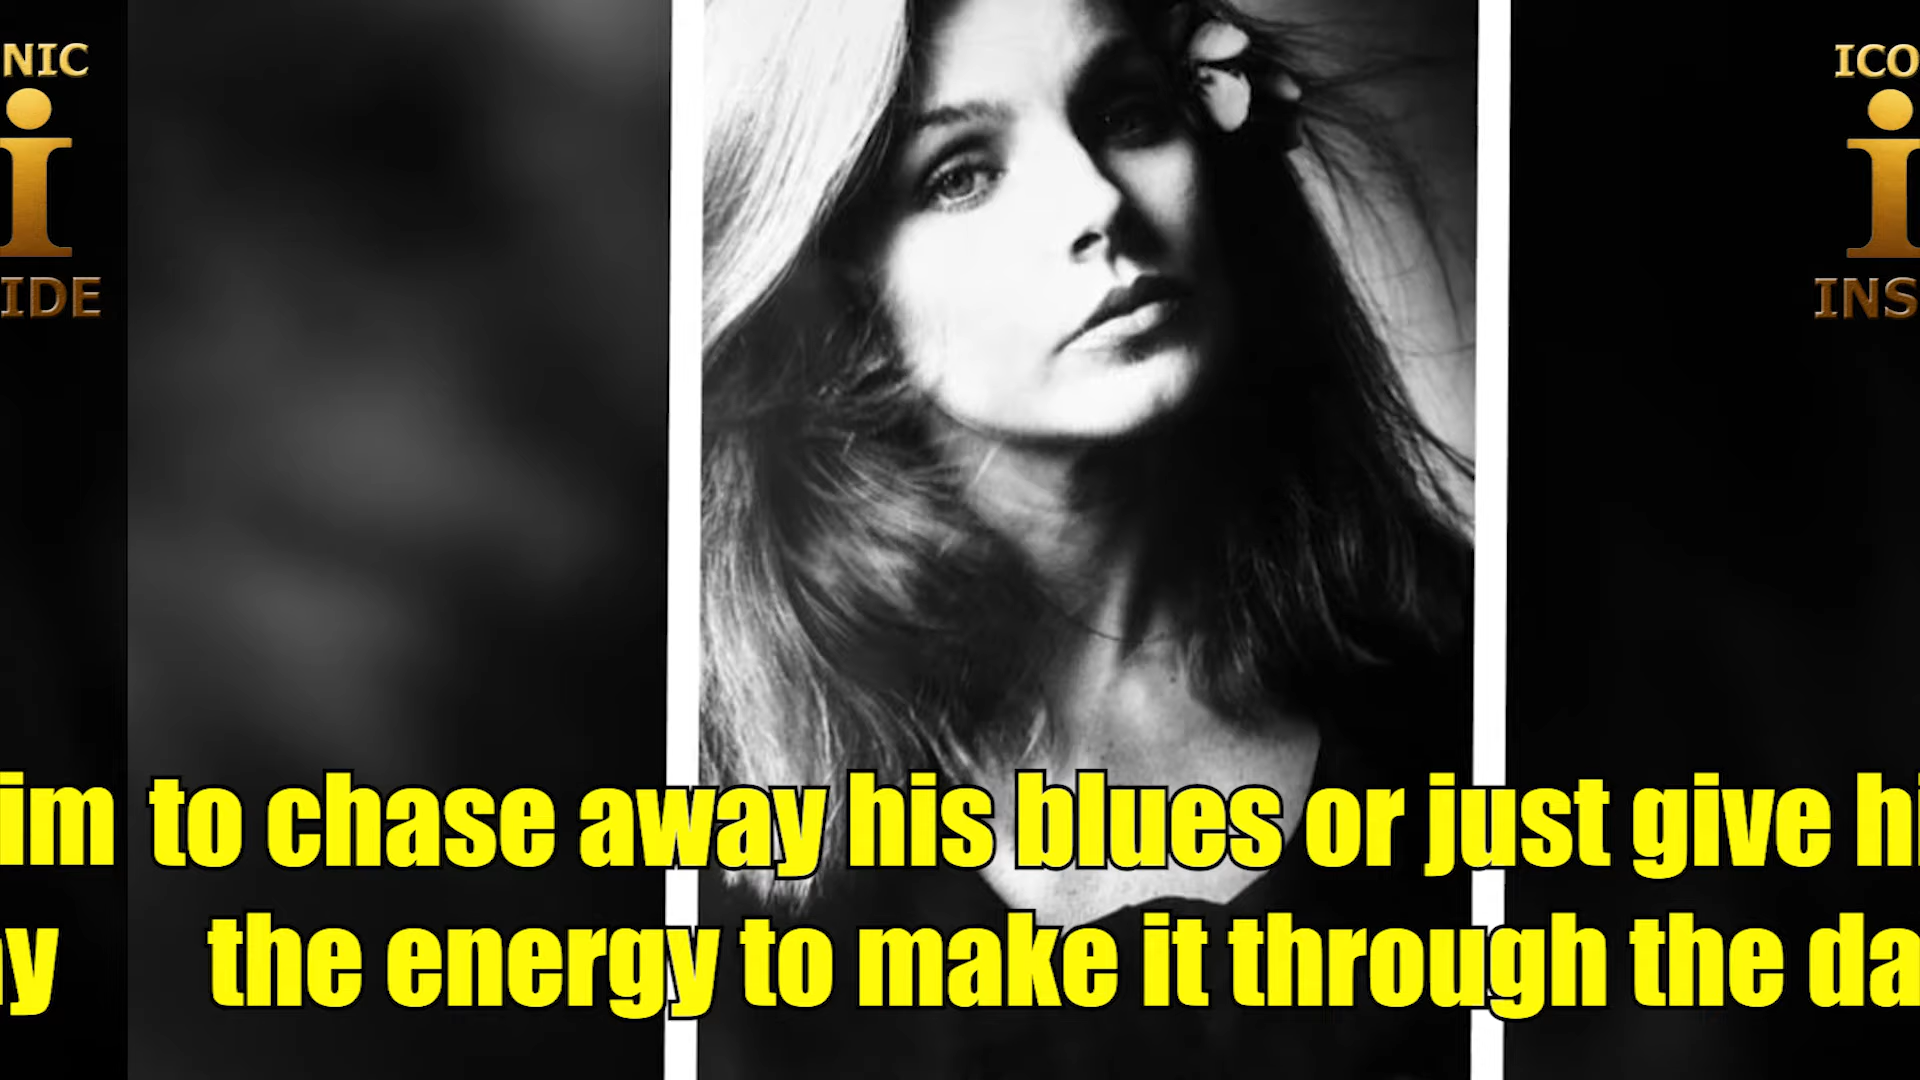 NIC
i
IDE
ICO
i
INS
im to chase away his blues or just give hi
y the energy to make it through the da